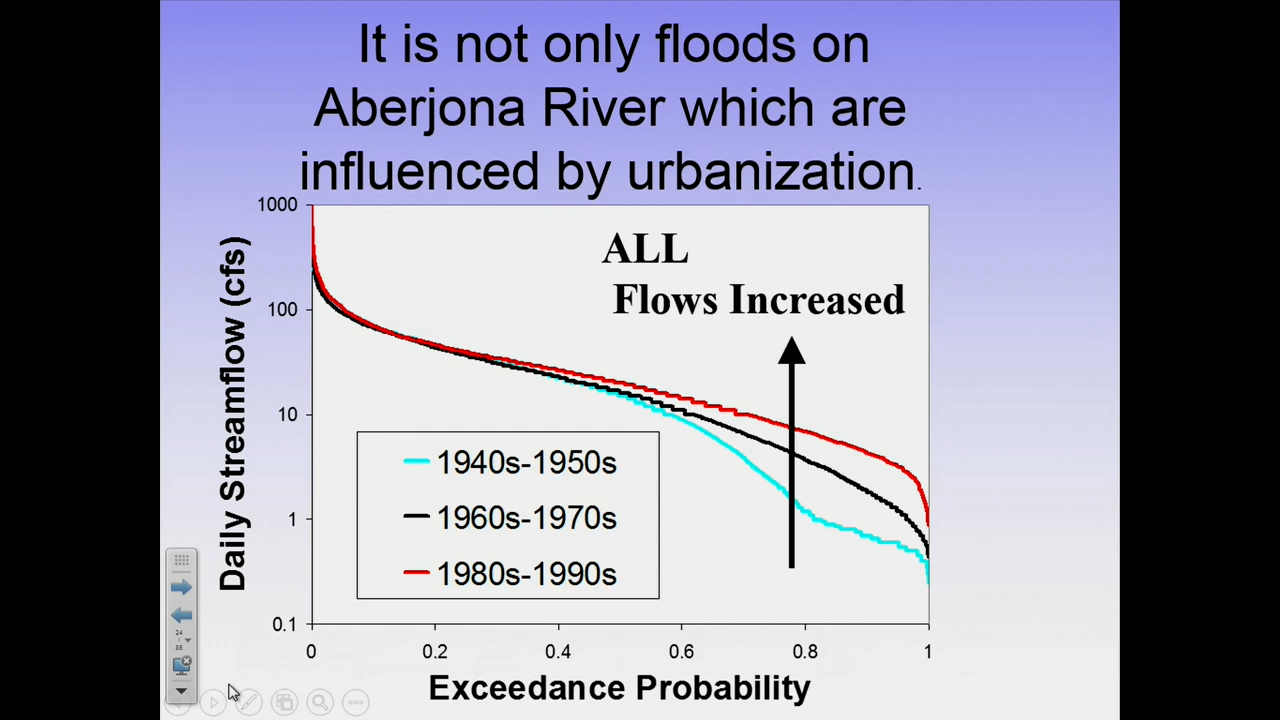 It is not only floods on
Aberjona River which are
influenced by urbanization.
1000
100
10
1
0.1
Daily Streamflow (cfs)
ALL
Flows Increased
1940s-1950s
1960s-1970s
1980s-1990s
0 0.2 0.4 0.6 0.8 1
Exceedance Probability
24
/